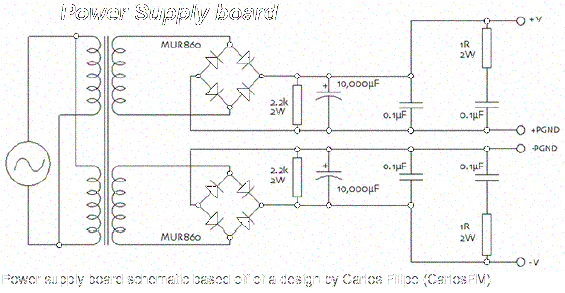 Power Supply board
MUR860
+V
1R
2W
10,000µF
2.2k
2W
+
0.1µF
0.1µF
+PGND
-PGND
2.2k
2W
+
10,000µF
0.1µF
0.1µF
1R
2W
MUR860
-V
Power supply board schematic based off of a design by Carlos Filipe (CarlosFM)